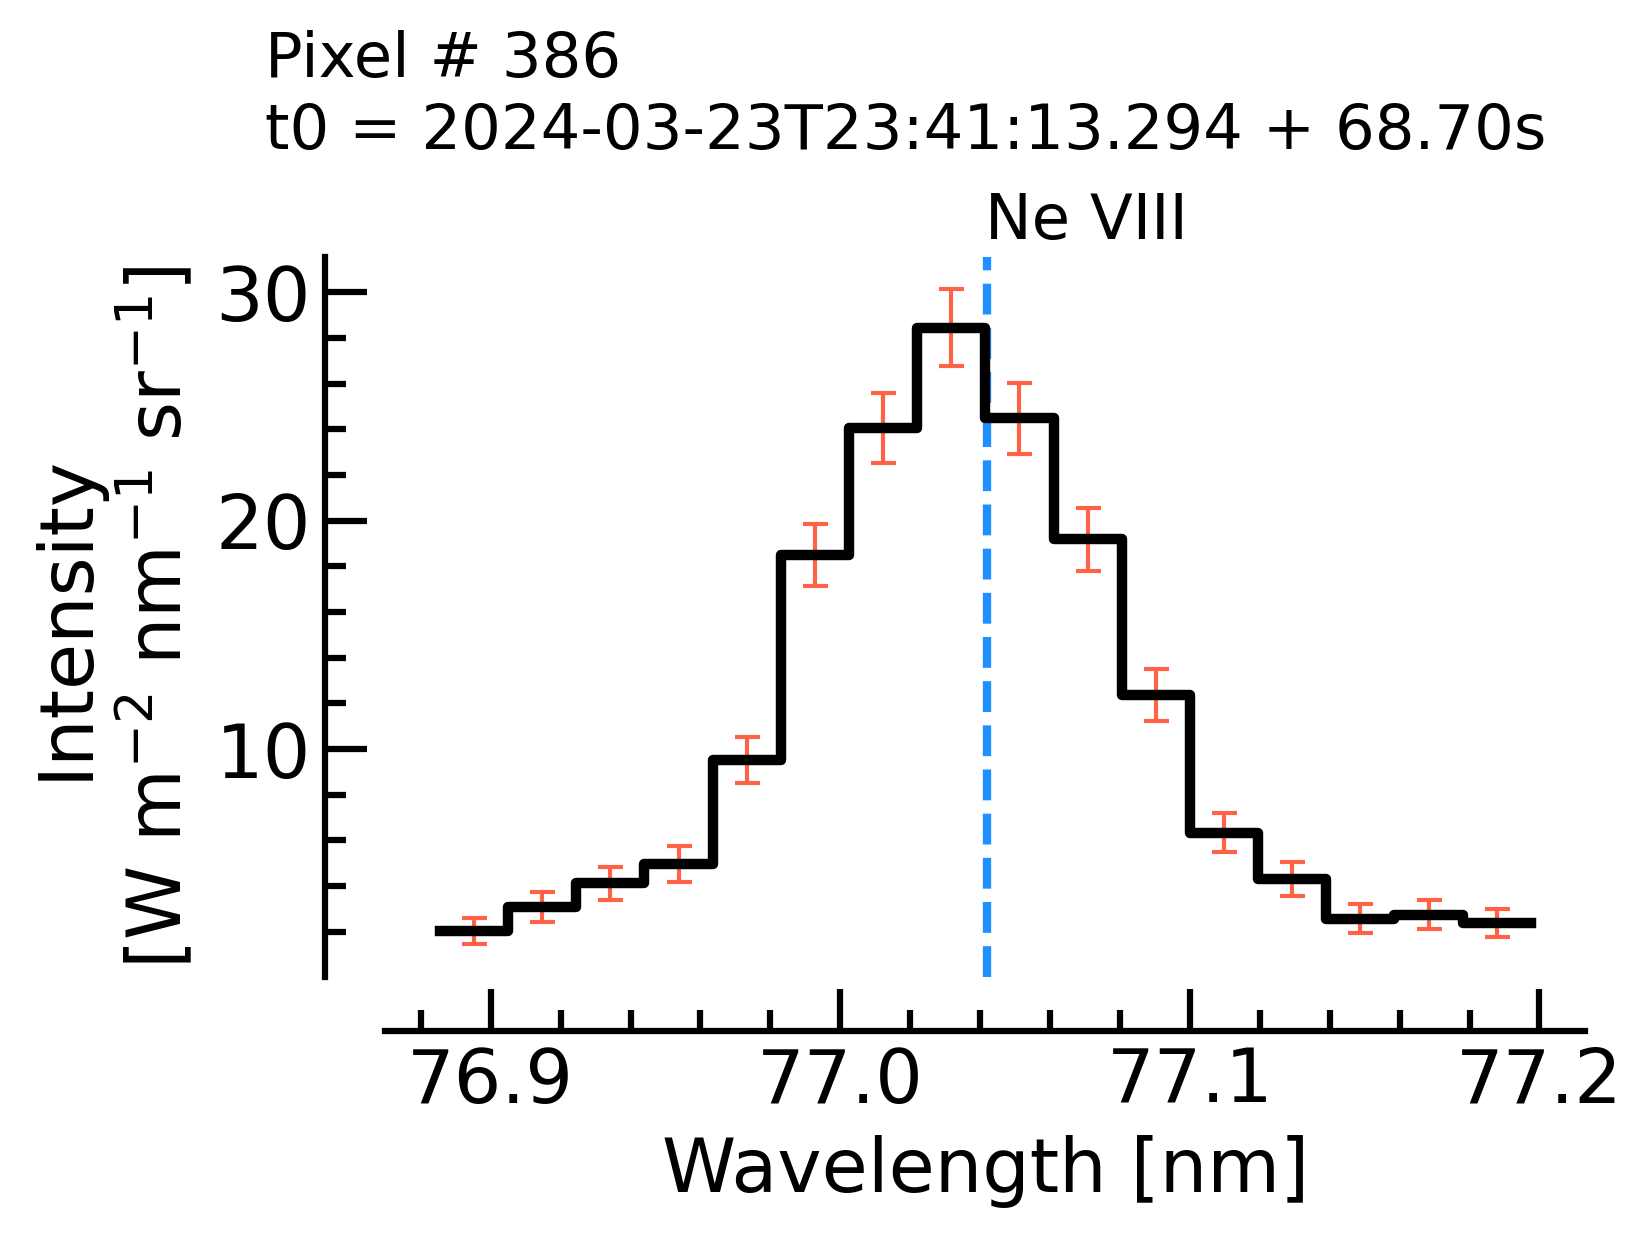 Pixel # 386
t0 = 2024-03-23T23:41:13.294 + 68.70s
Ne VIII
Intensity
[W m⁻² nm⁻¹ sr⁻¹]
30
20
10
76.9 77.0 77.1 77.2
Wavelength [nm]